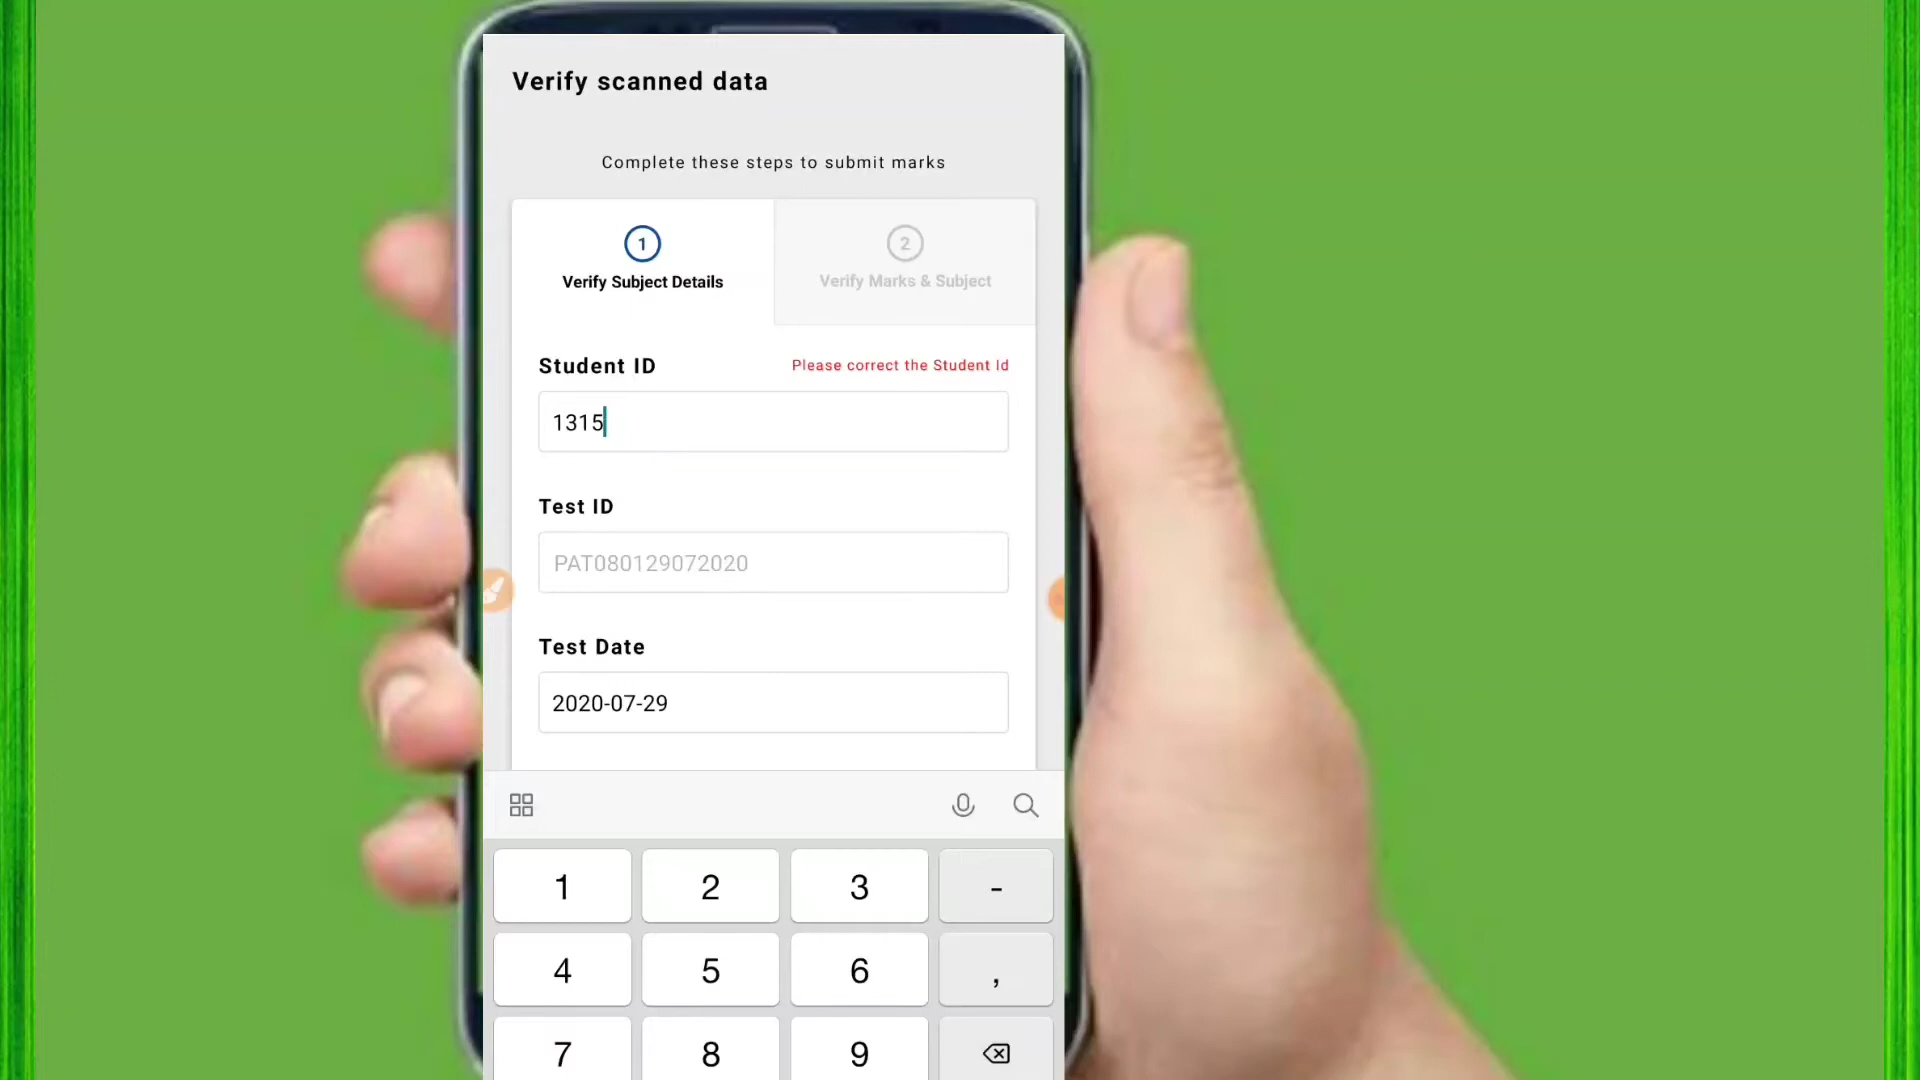 Verify scanned data
Complete these steps to submit marks
1
2
Verify Subject Details
Verify Marks & Subject
Student ID
Please correct the Student Id
1315
Test ID
PAT080129072020
Test Date
2020-07-29
1 2 3 -
4 5 6 ,
7 8 9